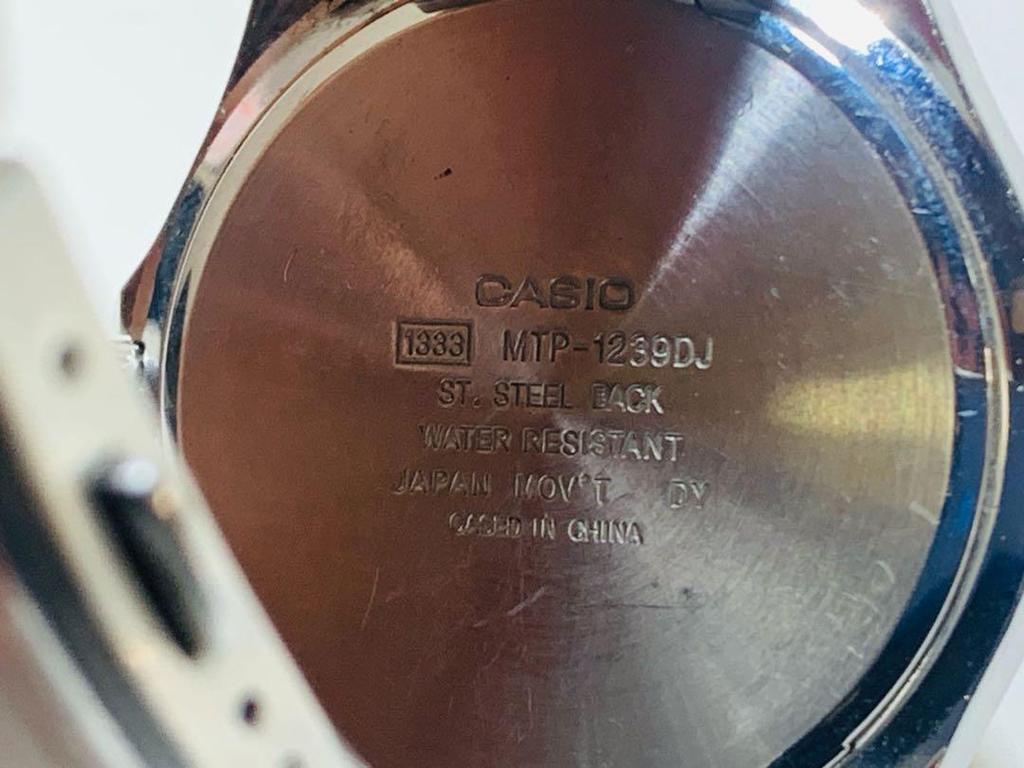 CASIO
1333 MTP-1239DJ
ST. STEEL BACK
WATER RESISTANT
JAPAN MOV'T DY
CASED IN CHINA